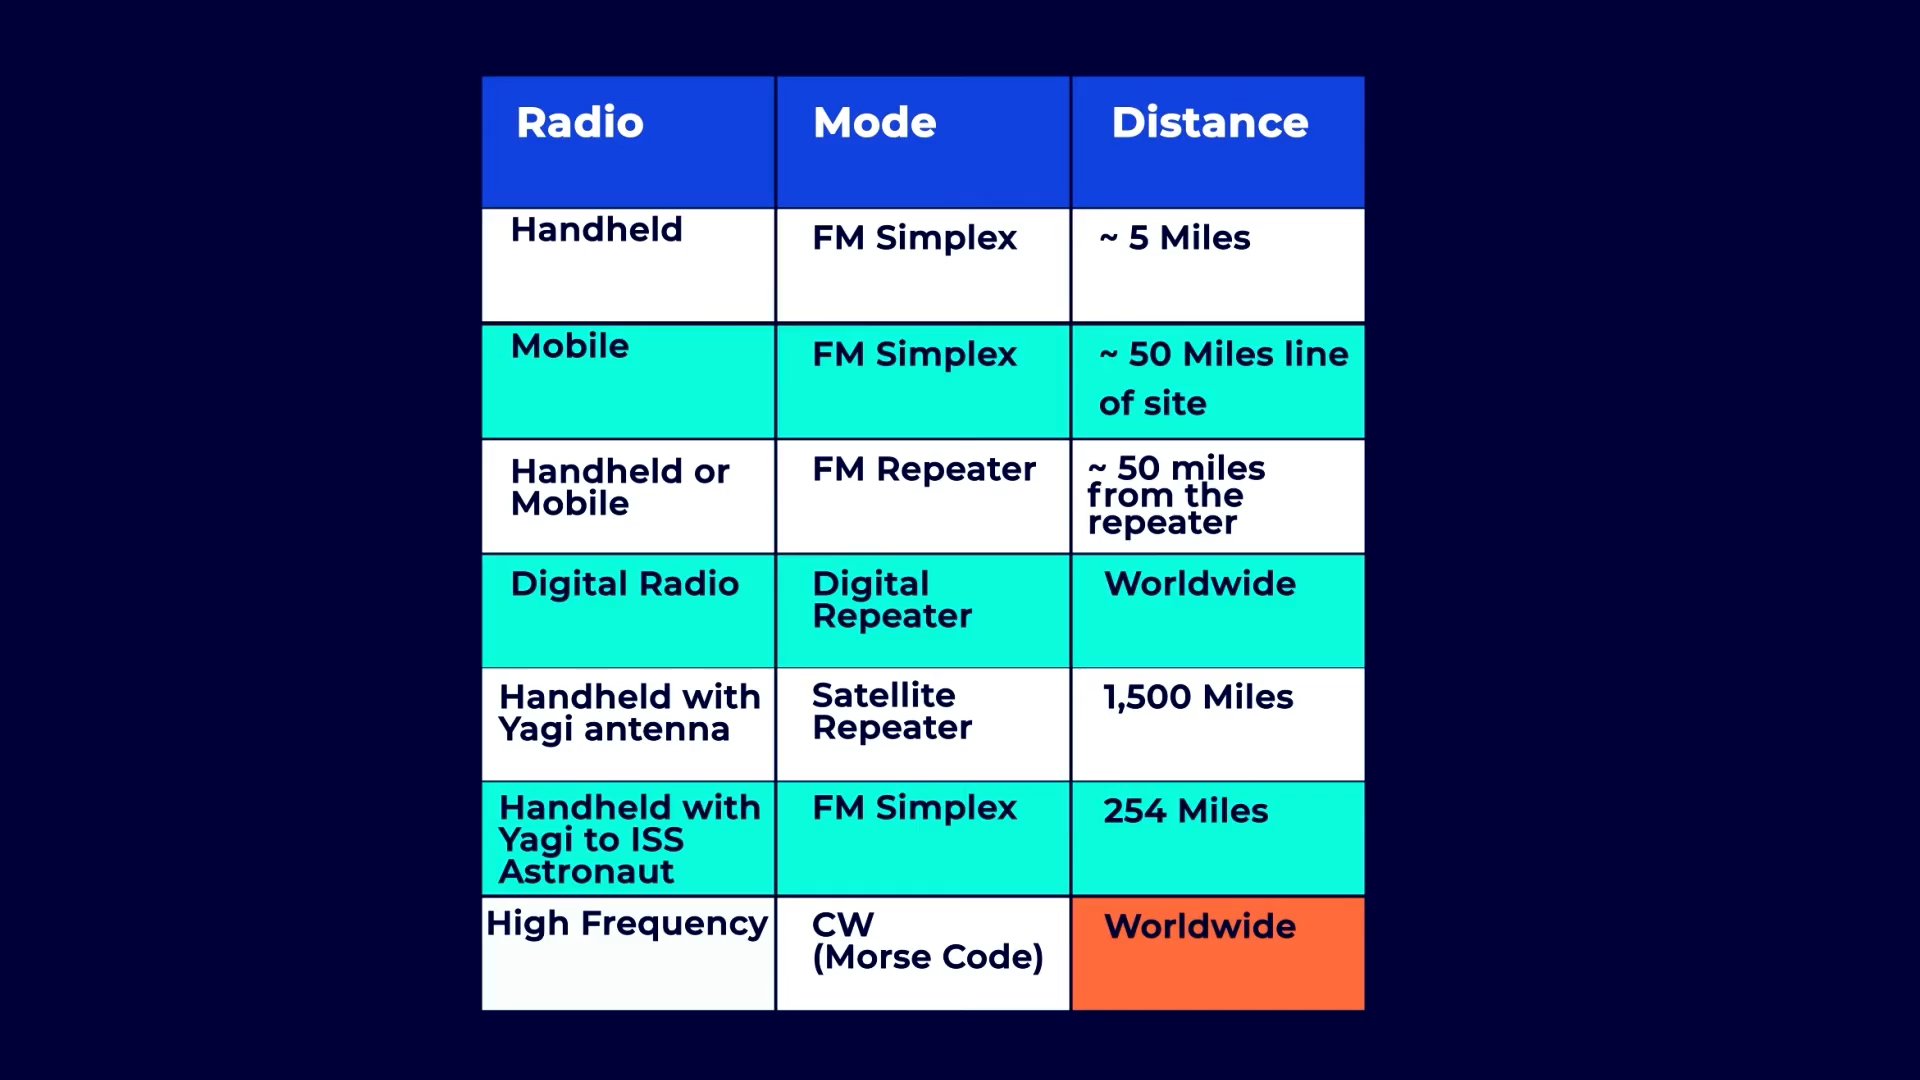 Radio Mode Distance
Handheld FM Simplex ~ 5 Miles
Mobile FM Simplex ~ 50 Miles line
of site
Handheld or
Mobile
FM Repeater
~ 50 miles
from the
repeater
Digital Radio
Digital
Repeater
Worldwide
Handheld with
Yagi antenna
Satellite
Repeater
1,500 Miles
Handheld with
Yagi to ISS
Astronaut
FM Simplex
254 Miles
High Frequency
CW
(Morse Code)
Worldwide